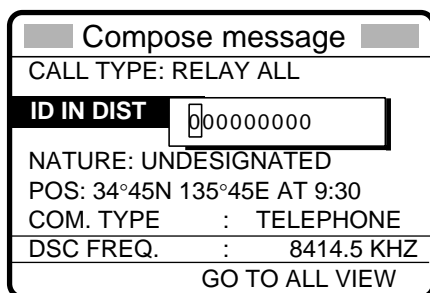 Compose message
CALL TYPE: RELAY ALL
ID IN DIST 000000000
NATURE: UNDESIGNATED
POS: 34°45N 135°45E AT 9:30
COM. TYPE : TELEPHONE
DSC FREQ. : 8414.5 KHZ
GO TO ALL VIEW